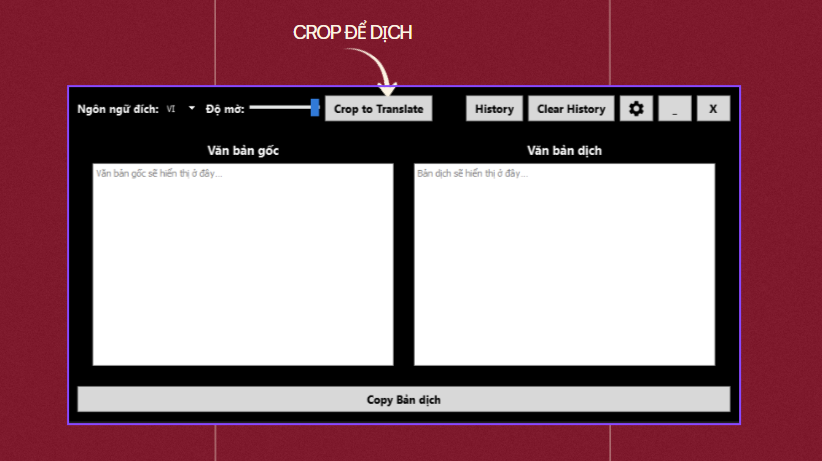 CROP ĐỂ DỊCH
Ngôn ngữ đích: VI Độ mờ: Crop to Translate History Clear History _ X
Văn bản gốc Văn bản dịch
Văn bản gốc sẽ hiển thị ở đây... Bản dịch sẽ hiển thị ở đây...
Copy Bản dịch